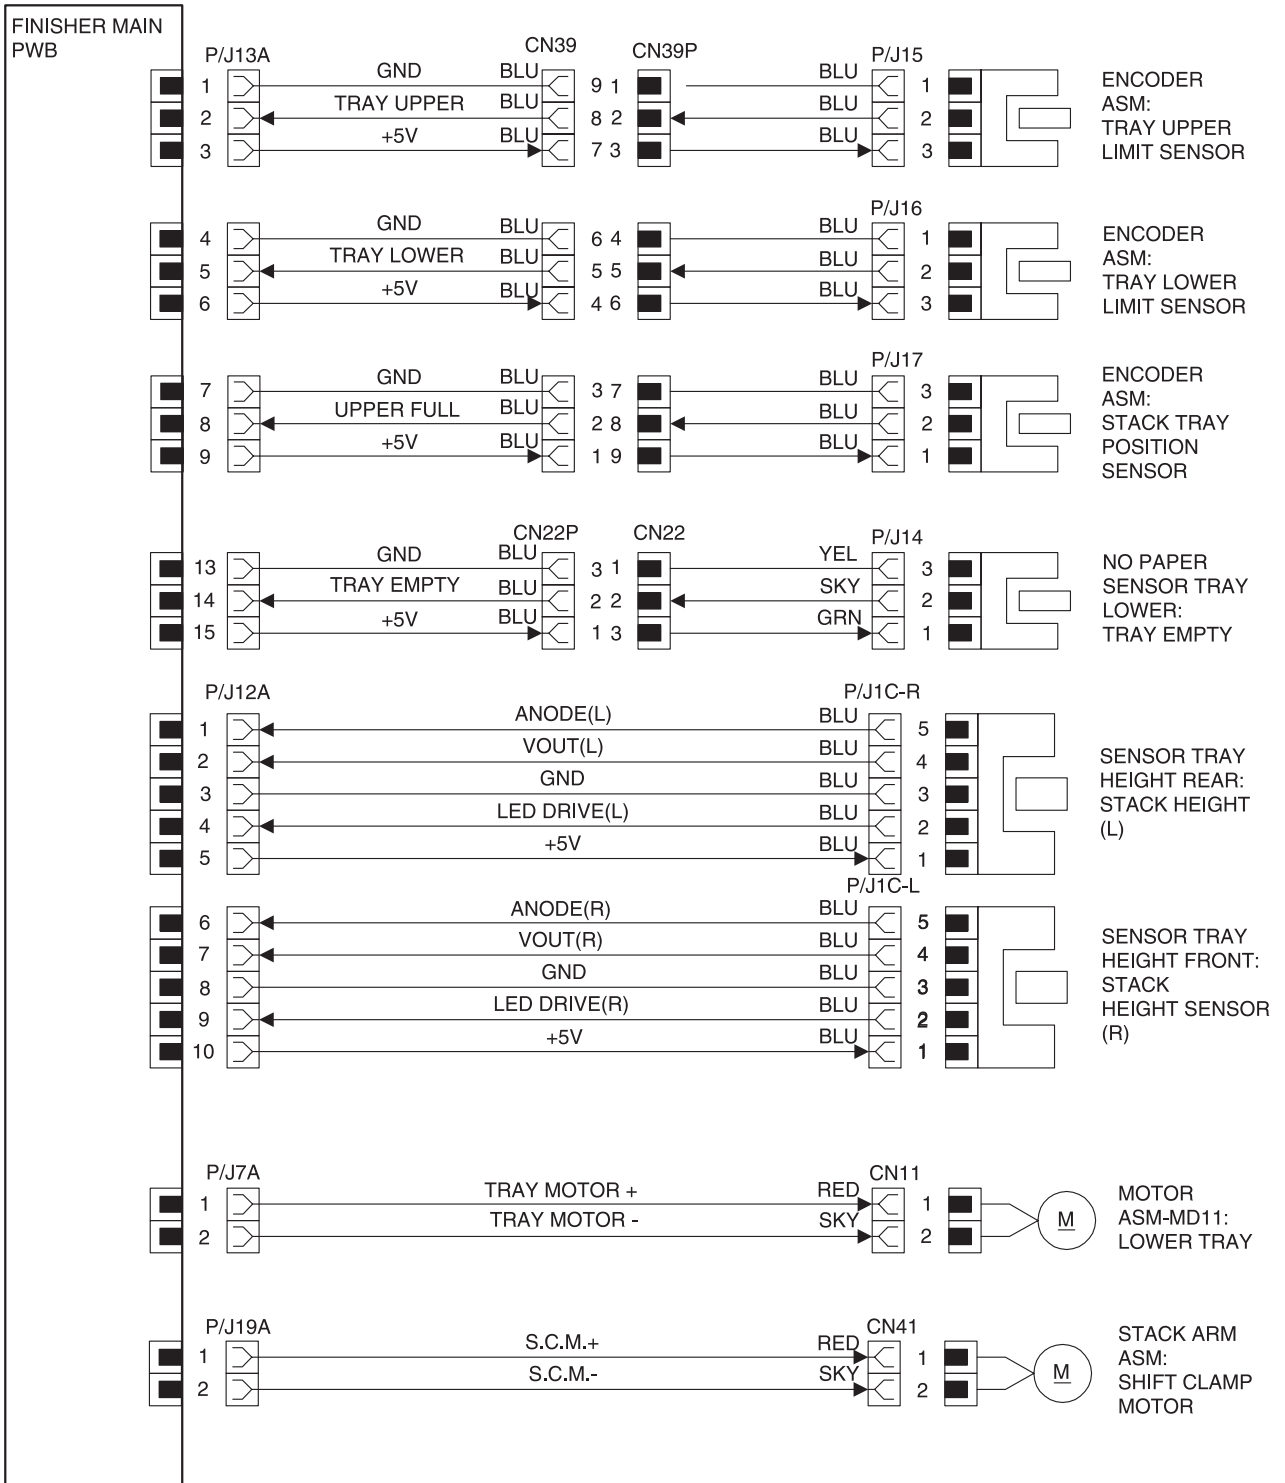 FINISHER MAIN
PWB
P/J13A CN39 CN39P P/J15
1 GND BLU 9 1 BLU 1
2 TRAY UPPER BLU 8 2 BLU 2
3 +5V BLU 7 3 BLU 3
ENCODER
ASM:
TRAY UPPER
LIMIT SENSOR
P/J16
4 GND BLU 6 4 BLU 1
5 TRAY LOWER BLU 5 5 BLU 2
6 +5V BLU 4 6 BLU 3
ENCODER
ASM:
TRAY LOWER
LIMIT SENSOR
P/J17
7 GND BLU 3 7 BLU 3
8 UPPER FULL BLU 2 8 BLU 2
9 +5V BLU 1 9 BLU 1
ENCODER
ASM:
STACK TRAY
POSITION
SENSOR
CN22P CN22 P/J14
13 GND BLU 3 1 YEL 3
14 TRAY EMPTY BLU 2 2 SKY 2
15 +5V BLU 1 3 GRN 1
NO PAPER
SENSOR TRAY
LOWER:
TRAY EMPTY
P/J12A P/J1C-R
1 ANODE(L) BLU 5
2 VOUT(L) BLU 4
3 GND BLU 3
4 LED DRIVE(L) BLU 2
5 +5V BLU 1
SENSOR TRAY
HEIGHT REAR:
STACK HEIGHT
(L)
P/J1C-L
6 ANODE(R) BLU 5
7 VOUT(R) BLU 4
8 GND BLU 3
9 LED DRIVE(R) BLU 2
10 +5V BLU 1
SENSOR TRAY
HEIGHT FRONT:
STACK
HEIGHT SENSOR
(R)
P/J7A CN11
1 TRAY MOTOR + RED 1
2 TRAY MOTOR - SKY 2
M
MOTOR
ASM-MD11:
LOWER TRAY
P/J19A CN41
1 S.C.M.+ RED 1
2 S.C.M.- SKY 2
M
STACK ARM
ASM:
SHIFT CLAMP
MOTOR